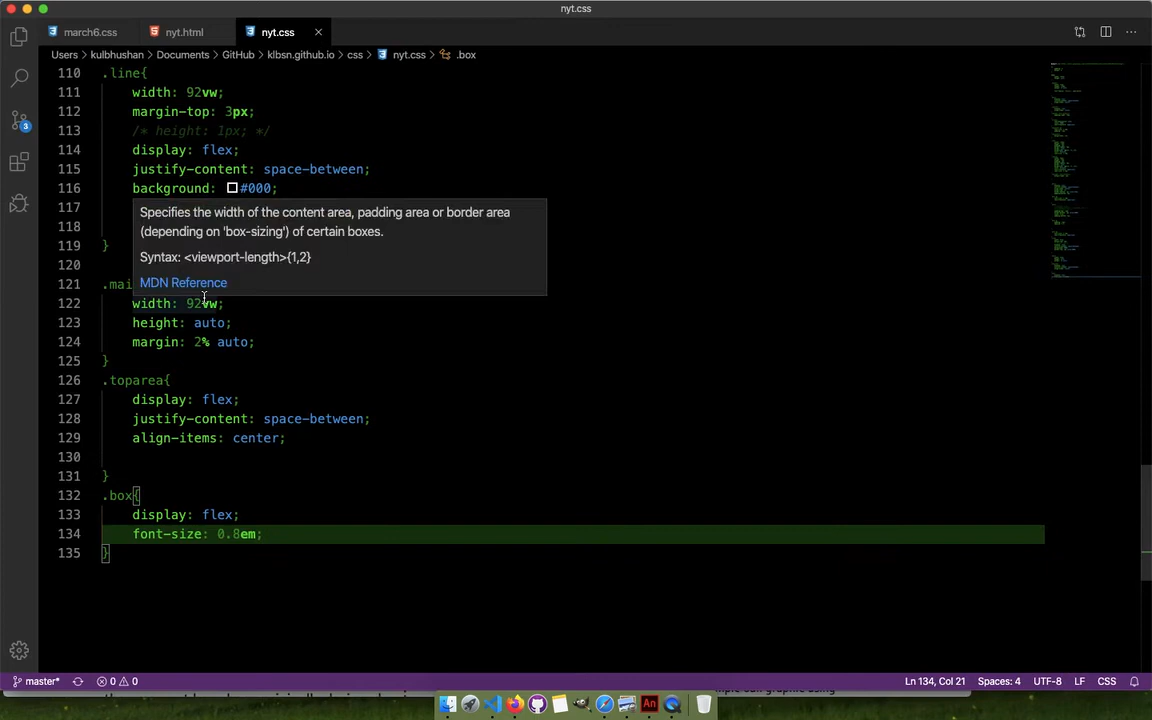 nyt.css
march6.css
nyt.html
nyt.css
Users > kulbhushan > Documents > GitHub > klbsn.github.io > css > nyt.css > .box
110 .line{
111 width: 92vw;
112 margin-top: 3px;
113 /* height: 1px; */
114 display: flex;
115 justify-content: space-between;
116 background: #000;
117
118
119 }
120
121 .mai
122 width: 92vw;
123 height: auto;
124 margin: 2% auto;
125 }
126 .toparea{
127 display: flex;
128 justify-content: space-between;
129 align-items: center;
130
131 }
132 .box{
133 display: flex;
134 font-size: 0.8em;
135 }
Specifies the width of the content area, padding area or border area
(depending on 'box-sizing') of certain boxes.
Syntax: <viewport-length>{1,2}
MDN Reference
3
master* 0 0 Ln 134, Col 21 Spaces: 4 UTF-8 LF CSS
An